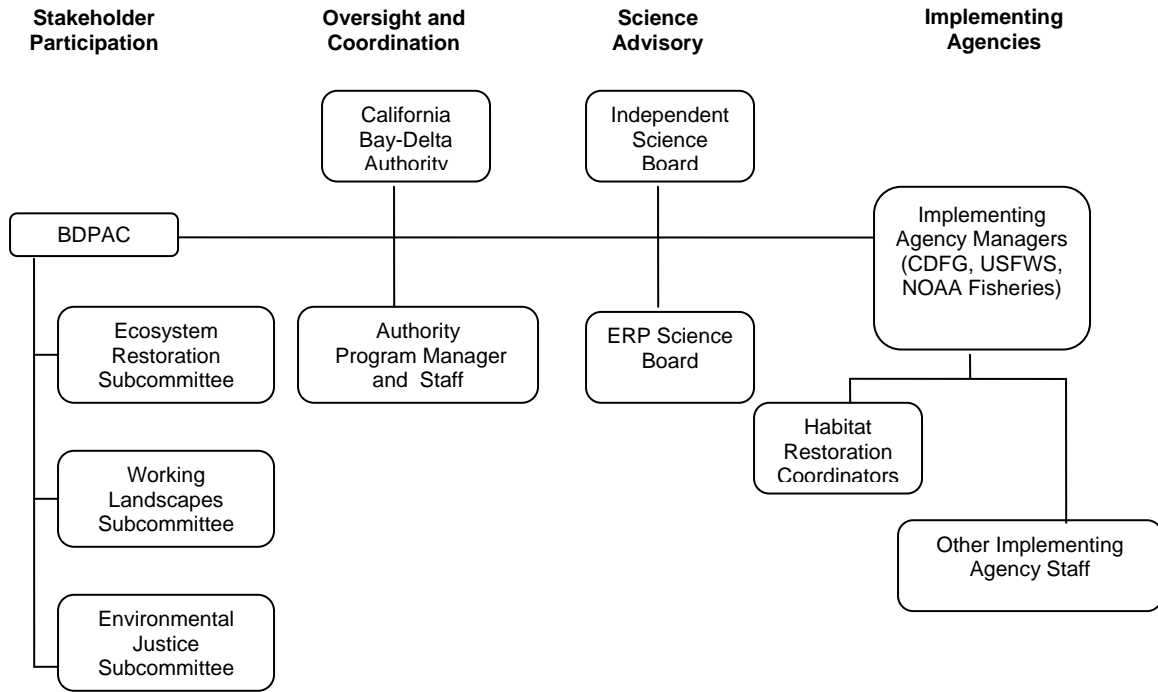 Stakeholder
Participation
Oversight and
Coordination
Science
Advisory
Implementing
Agencies
California
Bay-Delta
Authority
Independent
Science
Board
BDPAC
Implementing
Agency Managers
(CDFG, USFWS,
NOAA Fisheries)
Ecosystem
Restoration
Subcommittee
Authority
Program Manager
and Staff
ERP Science
Board
Habitat
Restoration
Coordinators
Working
Landscapes
Subcommittee
Other Implementing
Agency Staff
Environmental
Justice
Subcommittee